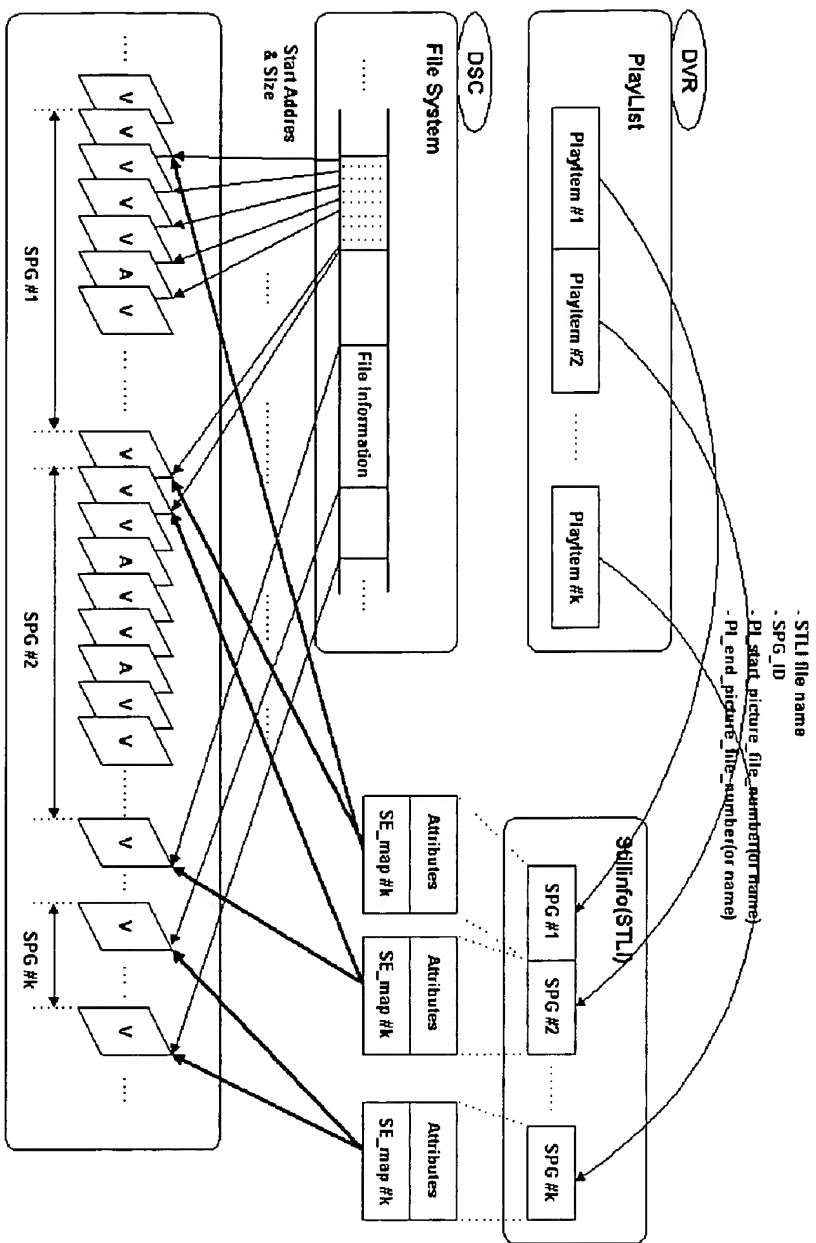 DVR
PlayList
PlayItem #1
PlayItem #2
......
PlayItem #k
- STLI file name
- SPG_ID
- PI_start_picture_file_number(or name)
- PI_end_picture_file_number(or name)
Stillinfo(STLI)
SPG #1
SPG #2
......
SPG #k
DSC
File System
......
File Information
......
Attributes
SE_map #k
Attributes
SE_map #k
Attributes
SE_map #k
Start Addres
& Size
......
......
......
......
V
V
V
V
V
A
V
......
V
V
V
A
V
V
A
V
V
......
V
...
V
...
V
....
SPG #1
SPG #2
SPG #k